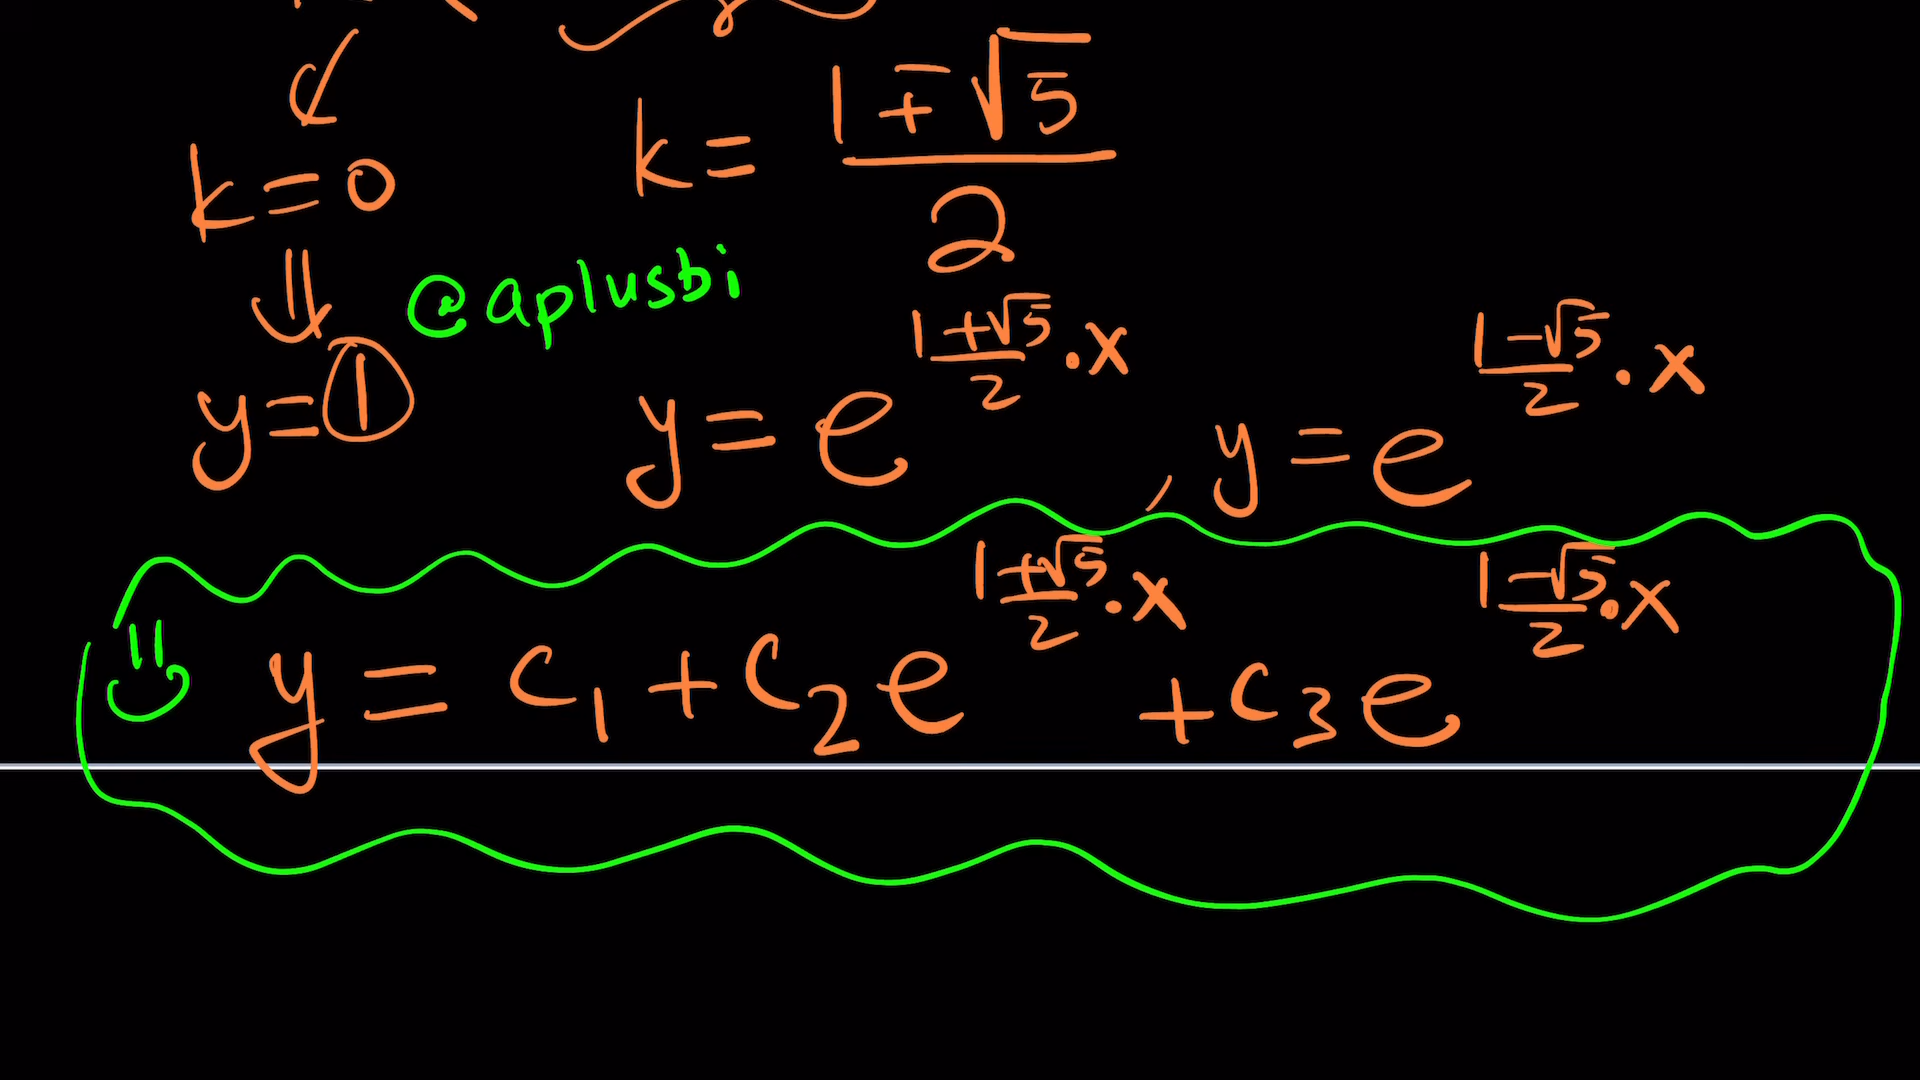 k=0
k= (1∓√5)/2
@aplusbi
y=1
y=e^((1+√5)/2 · x) , y=e^((1-√5)/2 · x)
y = c₁ + c₂e^((1+√5)/2 · x) + c₃e^((1-√5)/2 · x)